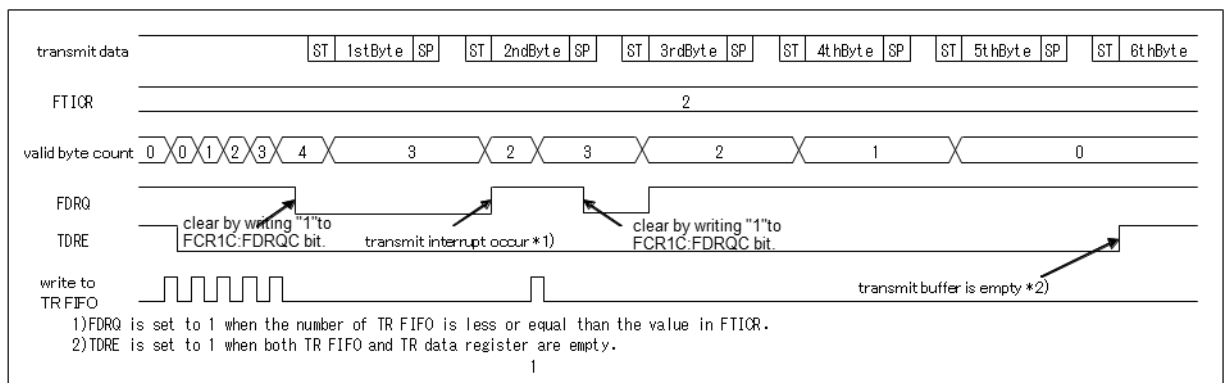 transmit data ST 1stByte SP ST 2ndByte SP ST 3rdByte SP ST 4thByte SP ST 5thByte SP ST 6thByte
FTICR 2
valid byte count 0 0 1 2 3 4 3 2 3 2 1 0
FDRQ
clear by writing "1"to
FCR1C:FDRQC bit.
clear by writing "1"to
FCR1C:FDRQC bit.
TDRE
transmit interrupt occur *1)
write to
TR FIFO
transmit buffer is empty *2)
1)FDRQ is set to 1 when the number of TR FIFO is less or equal than the value in FTICR.
2)TDRE is set to 1 when both TR FIFO and TR data register are empty.
1